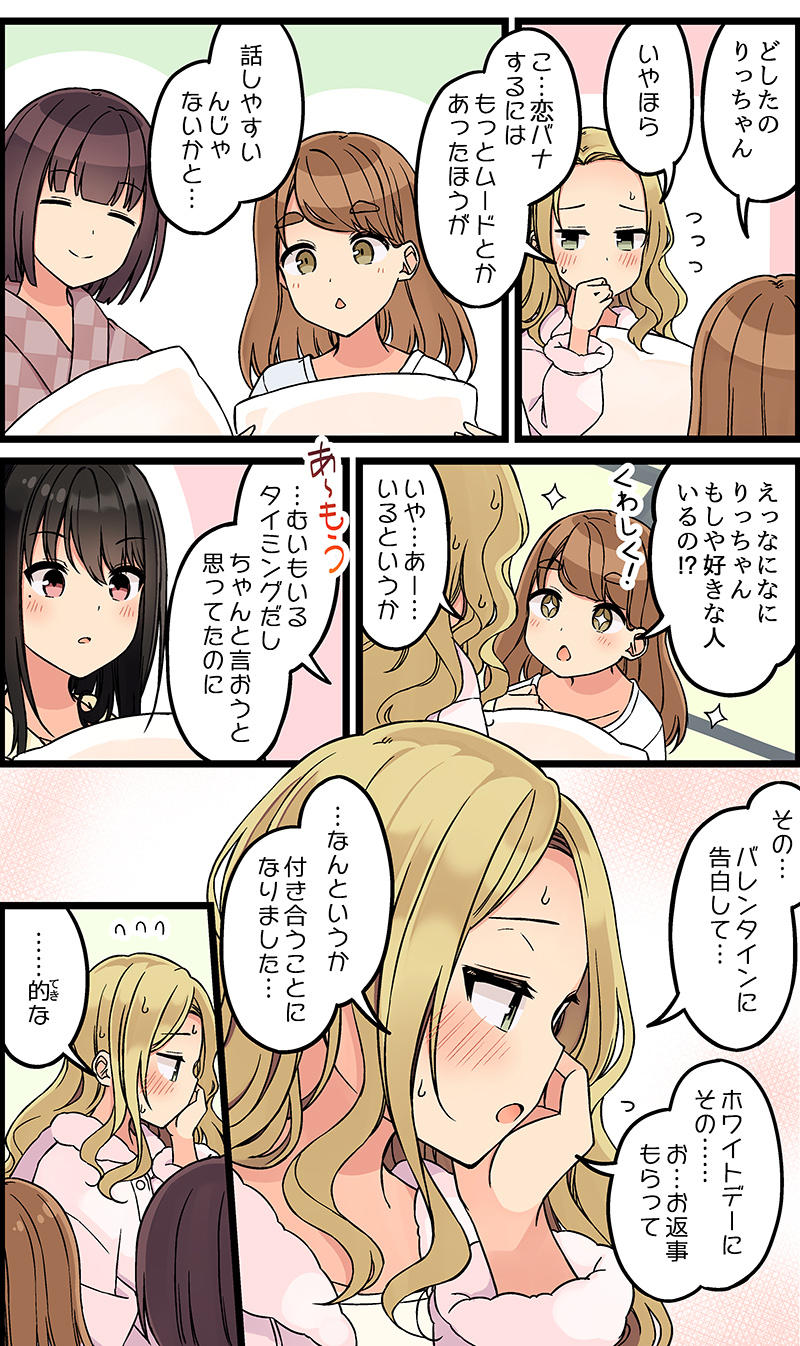 どしたの
りっちゃん
いやほら
っっっ
こ…恋バナ
するには
もっとムードとか
あったほうが
話しやすい
んじゃ
ないかと…
えっなになに
りっちゃん
もしや好きな人
いるの!?
くわしく!
いや…あー…
いるというか
あ〜もう
…むいもいる
タイミングだし
ちゃんと言おうと
思ってたのに
その…
バレンタインに
告白して…
ホワイトデーに
その……
お…お返事
もらって
っ
…なんというか
付き合うことに
なりました…
……的な
てき